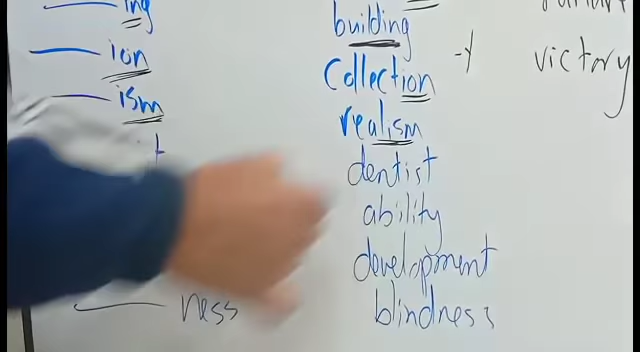 ing building
ion collection -y victory
ism realism
dentist
ability
development
ness blindness